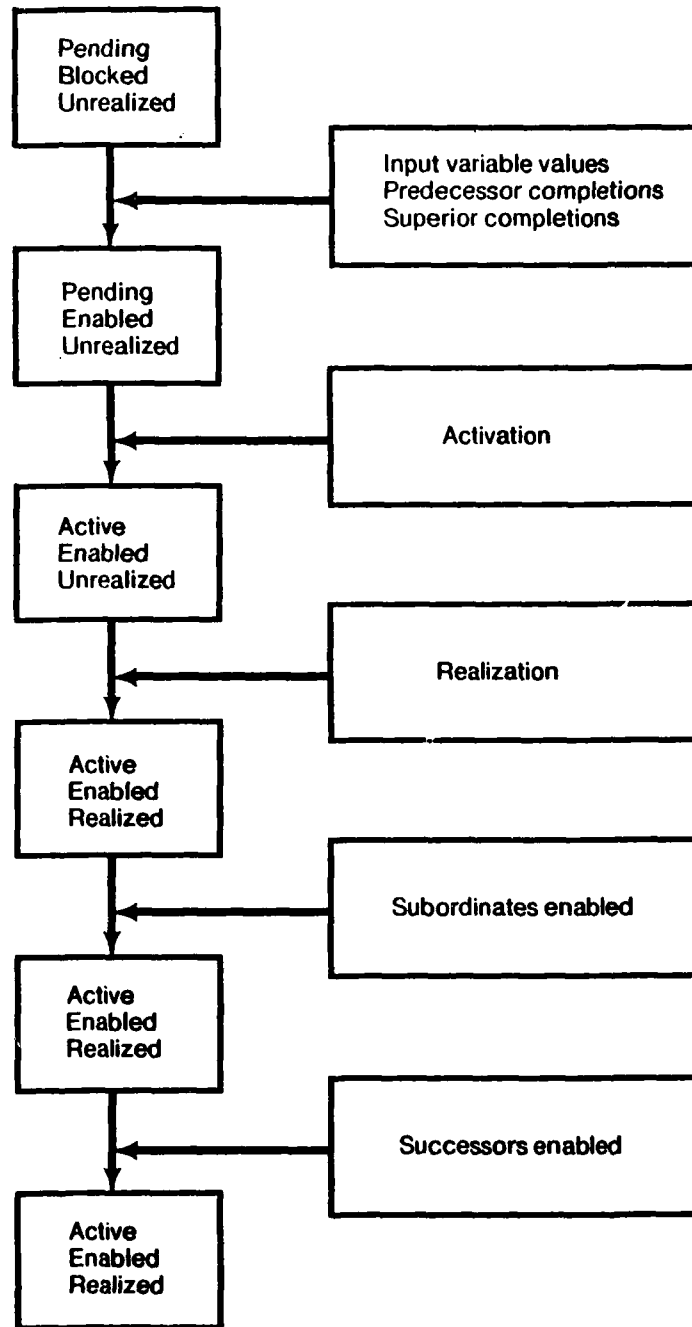 Pending
Blocked
Unrealized
Input variable values
Predecessor completions
Superior completions
Pending
Enabled
Unrealized
Activation
Active
Enabled
Unrealized
Realization
Active
Enabled
Realized
Subordinates enabled
Active
Enabled
Realized
Successors enabled
Active
Enabled
Realized